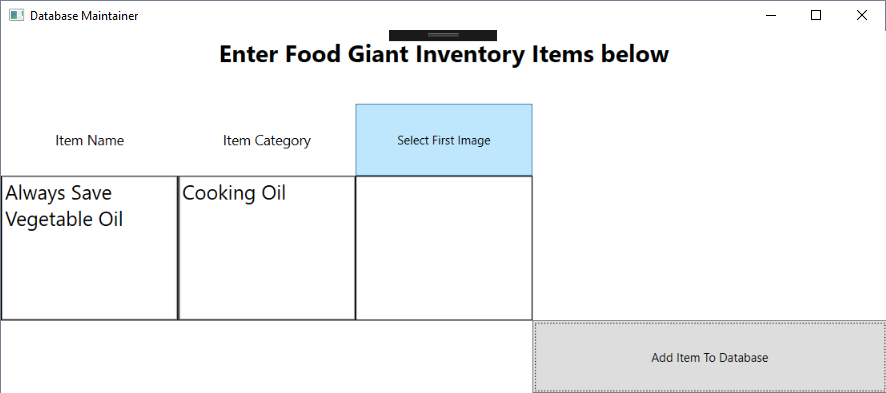 Database Maintainer
Enter Food Giant Inventory Items below
Item Name
Item Category
Select First Image
Always Save
Vegetable Oil
Cooking Oil
Add Item To Database